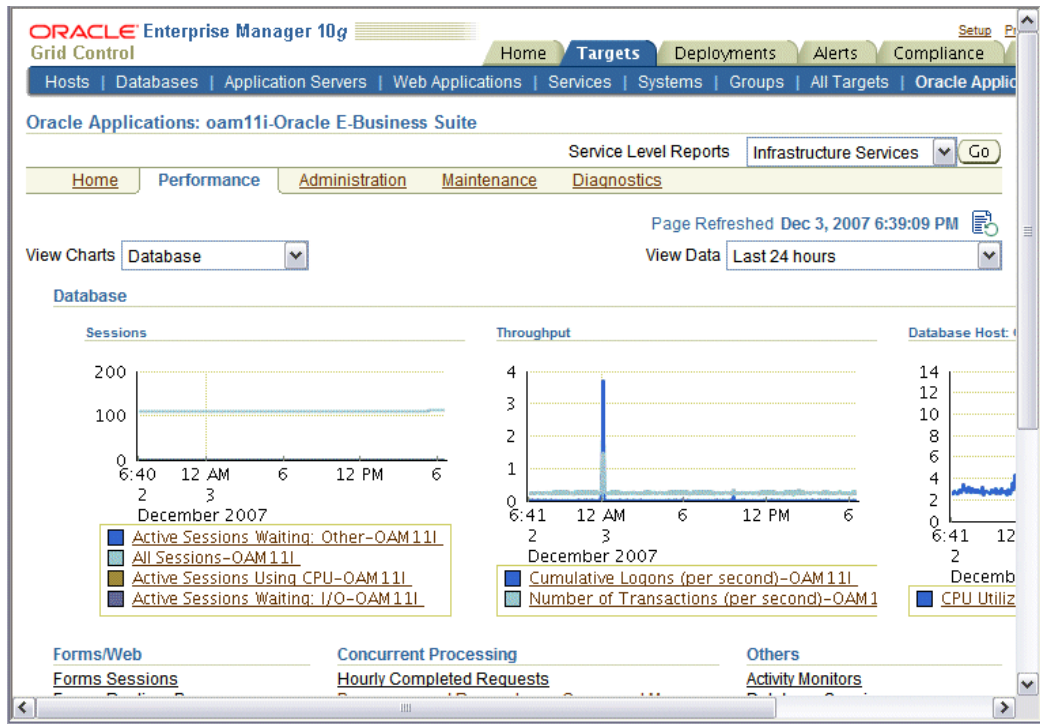 ORACLE Enterprise Manager 10g
Grid Control
Setup
Home Targets Deployments Alerts Compliance
Hosts | Databases | Application Servers | Web Applications | Services | Systems | Groups | All Targets | Oracle Applic
Oracle Applications: oam11i-Oracle E-Business Suite
Service Level Reports Infrastructure Services Go
Home Performance Administration Maintenance Diagnostics
Page Refreshed Dec 3, 2007 6:39:09 PM
View Charts Database View Data Last 24 hours
Database
Sessions
200
100
0
6:40 12 AM 6 12 PM 6
2 3
December 2007
Active Sessions Waiting: Other-OAM11I
All Sessions-OAM11I
Active Sessions Using CPU-OAM11I
Active Sessions Waiting: I/O-OAM11I
Throughput
4
3
2
1
0
6:41 12 AM 6 12 PM 6
2 3
December 2007
Cumulative Logons (per second)-OAM11I
Number of Transactions (per second)-OAM1
Database Host:
14
12
10
8
6
4
2
0
6:41 12
2
Decemb
CPU Utiliz
Forms/Web Concurrent Processing Others
Forms Sessions Hourly Completed Requests Activity Monitors